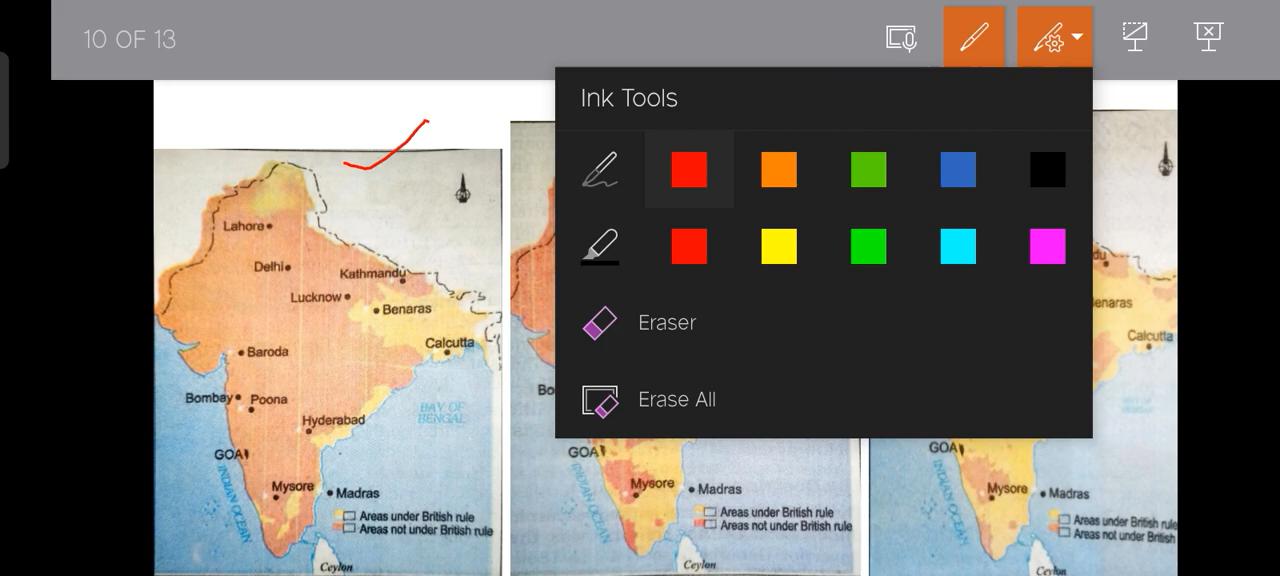 10 OF 13
Ink Tools
Eraser
Erase All
Lahore
Delhi
Kathmandu
Lucknow
Benaras
Calcutta
Baroda
Bombay
Poona
Hyderabad
BAY OF
BENGAL
GOA
INDIAN OCEAN
Mysore
Madras
Areas under British rule
Areas not under British rule
Ceylon
Bo
GOA
INDIAN OCEAN
Mysore
Madras
Areas under British rule
Areas not under British rule
Ceylon
du
enaras
Calcutta
GOA
INDIAN OCEAN
Mysore
Madras
Areas under British rule
Areas not under British
Ceylon